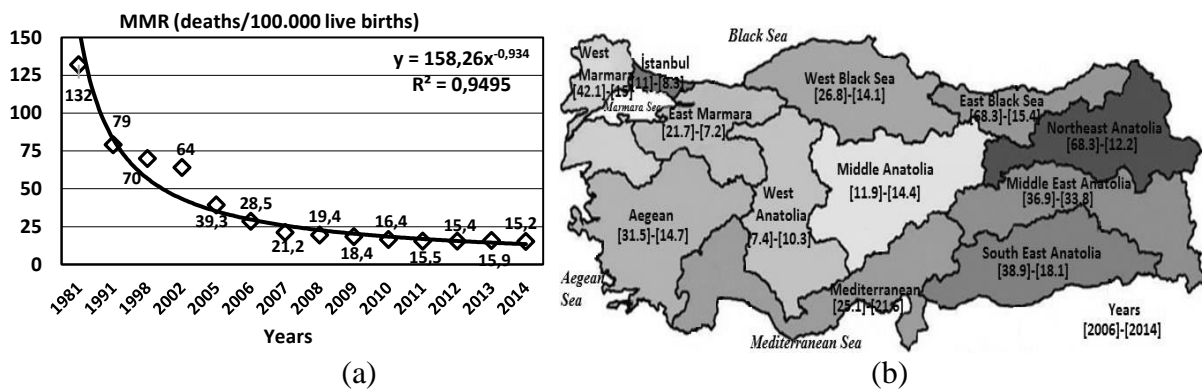 MMR (deaths/100.000 live births)
150
125
100
75
50
25
0
y = 158,26x-0,934
R² = 0,9495
132
79
70
64
39,3
28,5
21,2
19,4
18,4
16,4
15,5
15,4
15,9
15,2
1981
1991
1998
2002
2005
2006
2007
2008
2009
2010
2011
2012
2013
2014
Years
(a)
Black Sea
West
Marmara
[42.1]-[15]
Marmara Sea
İstanbul
[11]-[8.3]
East Marmara
[21.7]-[7.2]
West Black Sea
[26.8]-[14.1]
East Black Sea
[68.3]-[15.4]
Northeast Anatolia
[68.3]-[12.2]
Middle Anatolia
[11.9]-[14.4]
Middle East Anatolia
[36.9]-[33.8]
West
Anatolia
[7.4]-[10.3]
Aegean
[31.5]-[14.7]
South East Anatolia
[38.9]-[18.1]
Mediterranean
[25.1]-[21.6]
Aegean
Sea
Mediterranean Sea
Years
[2006]-[2014]
(b)